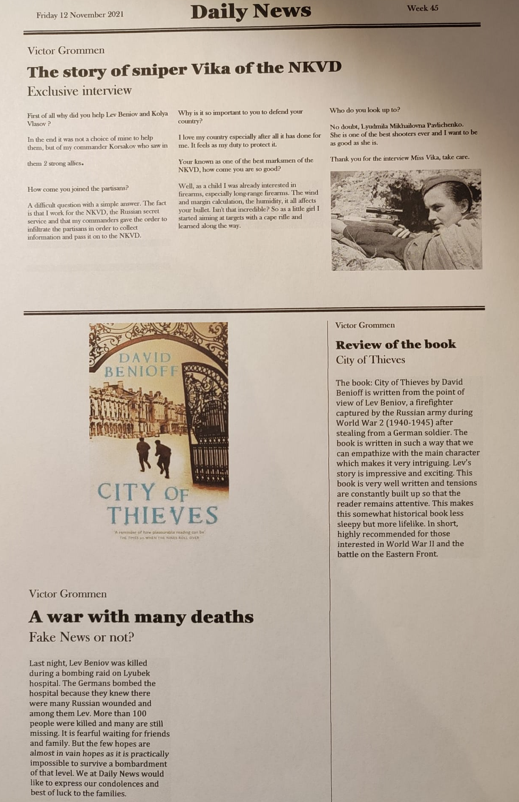 Friday 12 November 2021
Daily News
Week 45
Victor Grommen
The story of sniper Vika of the NKVD
Exclusive interview
First of all why did you help Lev Beniov and Kolya
Vlasov ?
In the end it was not a choice of mine to help
them, but of my commander Korsakov who saw in
them 2 strong allies.
How come you joined the partisans?
A difficult question with a simple answer. The fact
is that I work for the NKVD, the Russian secret
service and that my commanders gave the order to
infiltrate the partisans in order to collect
information and pass it on to the NKVD.
Why is it so important to you to defend your
country?
I love my country especially after all it has done for
me. It feels as my duty to protect it.
Your known as one of the best marksmen of the
NKVD, how come you are so good?
Well, as a child I was already interested in
firearms, especially long-range firearms. The wind
and margin calculation, the humidity, it all affects
your bullet. Isn't that incredible? So as a little girl I
started aiming at targets with a cape rifle and
learned along the way.
Who do you look up to?
No doubt, Lyudmila Mikhailovna Pavlichenko.
She is one of the best shooters ever and I want to be
as good as she is.
Thank you for the interview Miss Vika, take care.
DAVID
BENIOFF
CITY OF
THIEVES
Victor Grommen
Review of the book
City of Thieves
The book: City of Thieves by David
Benioff is written from the point of
view of Lev Beniov, a firefighter
captured by the Russian army during
World War 2 (1940-1945) after
stealing from a German soldier. The
book is written in such a way that we
can empathize with the main character
which makes it very intriguing. Lev's
story is impressive and exciting. This
book is very well written and tensions
are constantly built up so that the
reader remains attentive. This makes
this somewhat historical book less
sleepy but more lifelike. In short,
highly recommended for those
interested in World War II and the
battle on the Eastern Front.
Victor Grommen
A war with many deaths
Fake News or not?
Last night, Lev Beniov was killed
during a bombing raid on Lyubek
hospital. The Germans bombed the
hospital because they knew there
were many Russian wounded and
among them Lev. More than 100
people were killed and many are still
missing. It is fearful waiting for friends
and family. But the few hopes are
almost in vain hopes as it is practically
impossible to survive a bombardment
of that level. We at Daily News would
like to express our condolences and
best of luck to the families.